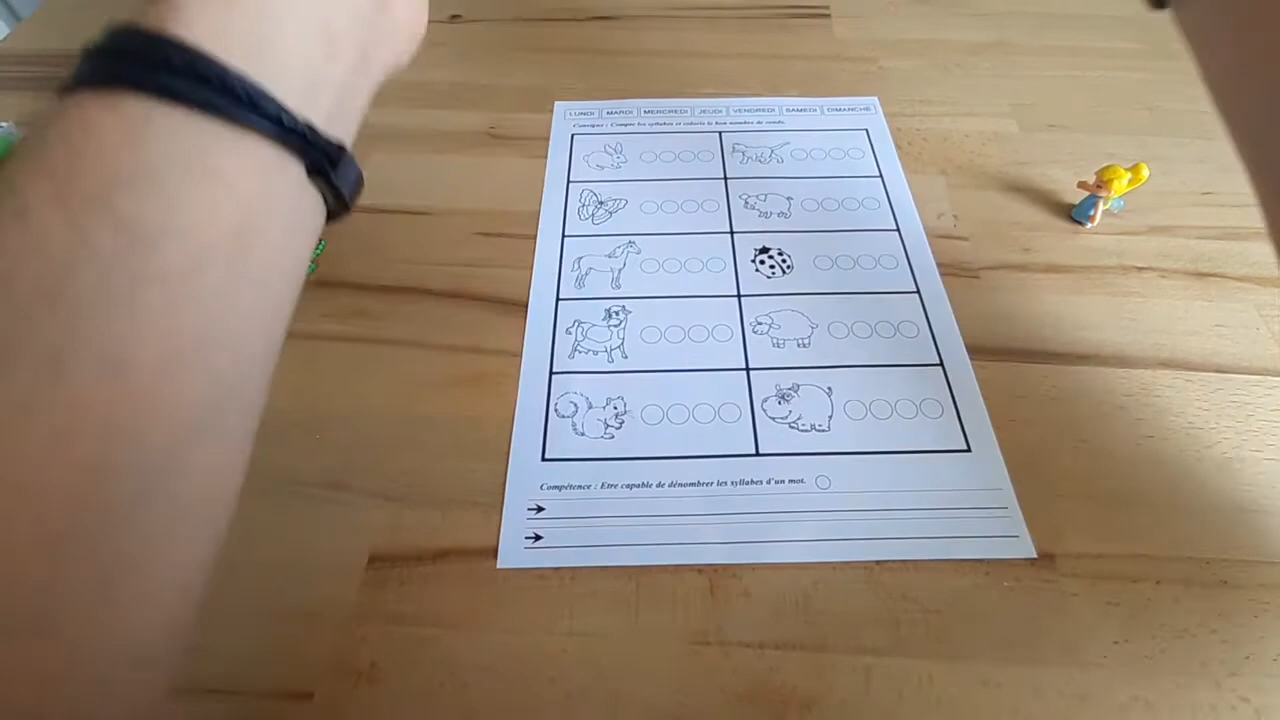 LUNDI MARDI MERCREDI JEUDI VENDREDI SAMEDI DIMANCHE
Consigne : Compte les syllabes et colorie le bon nombre de ronds.
Compétence : Etre capable de dénombrer les syllabes d'un mot.